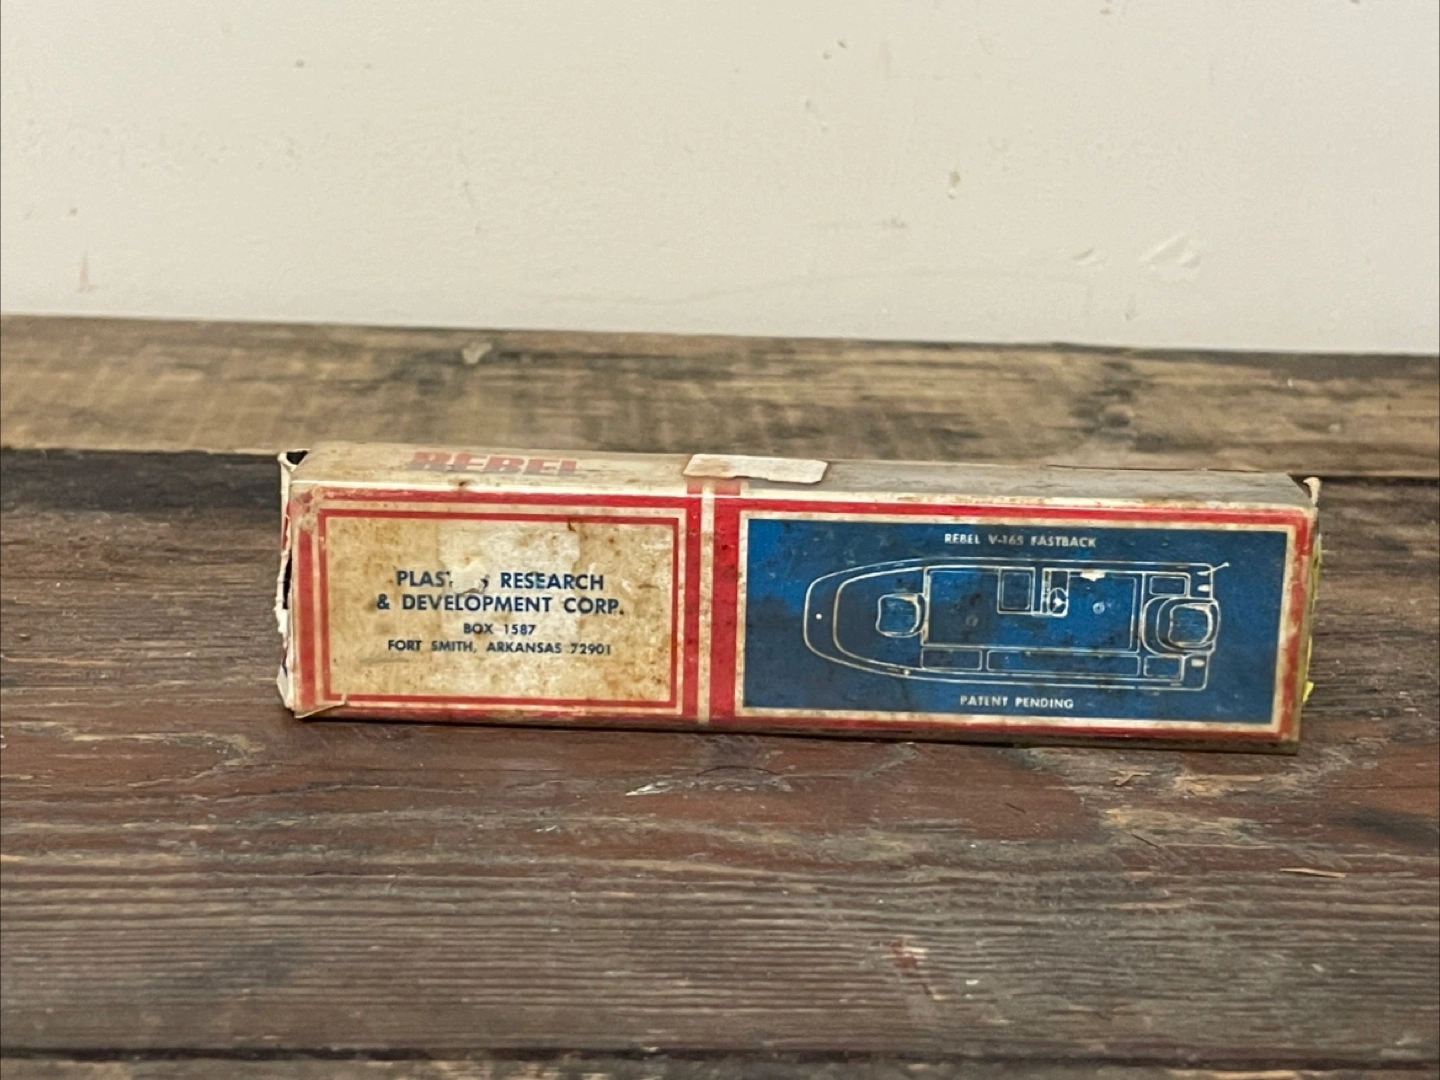 REBEL
PLAS S RESEARCH
& DEVELOPMENT CORP.
BOX 1587
FORT SMITH, ARKANSAS 72901
REBEL V-165 FASTBACK
PATENT PENDING